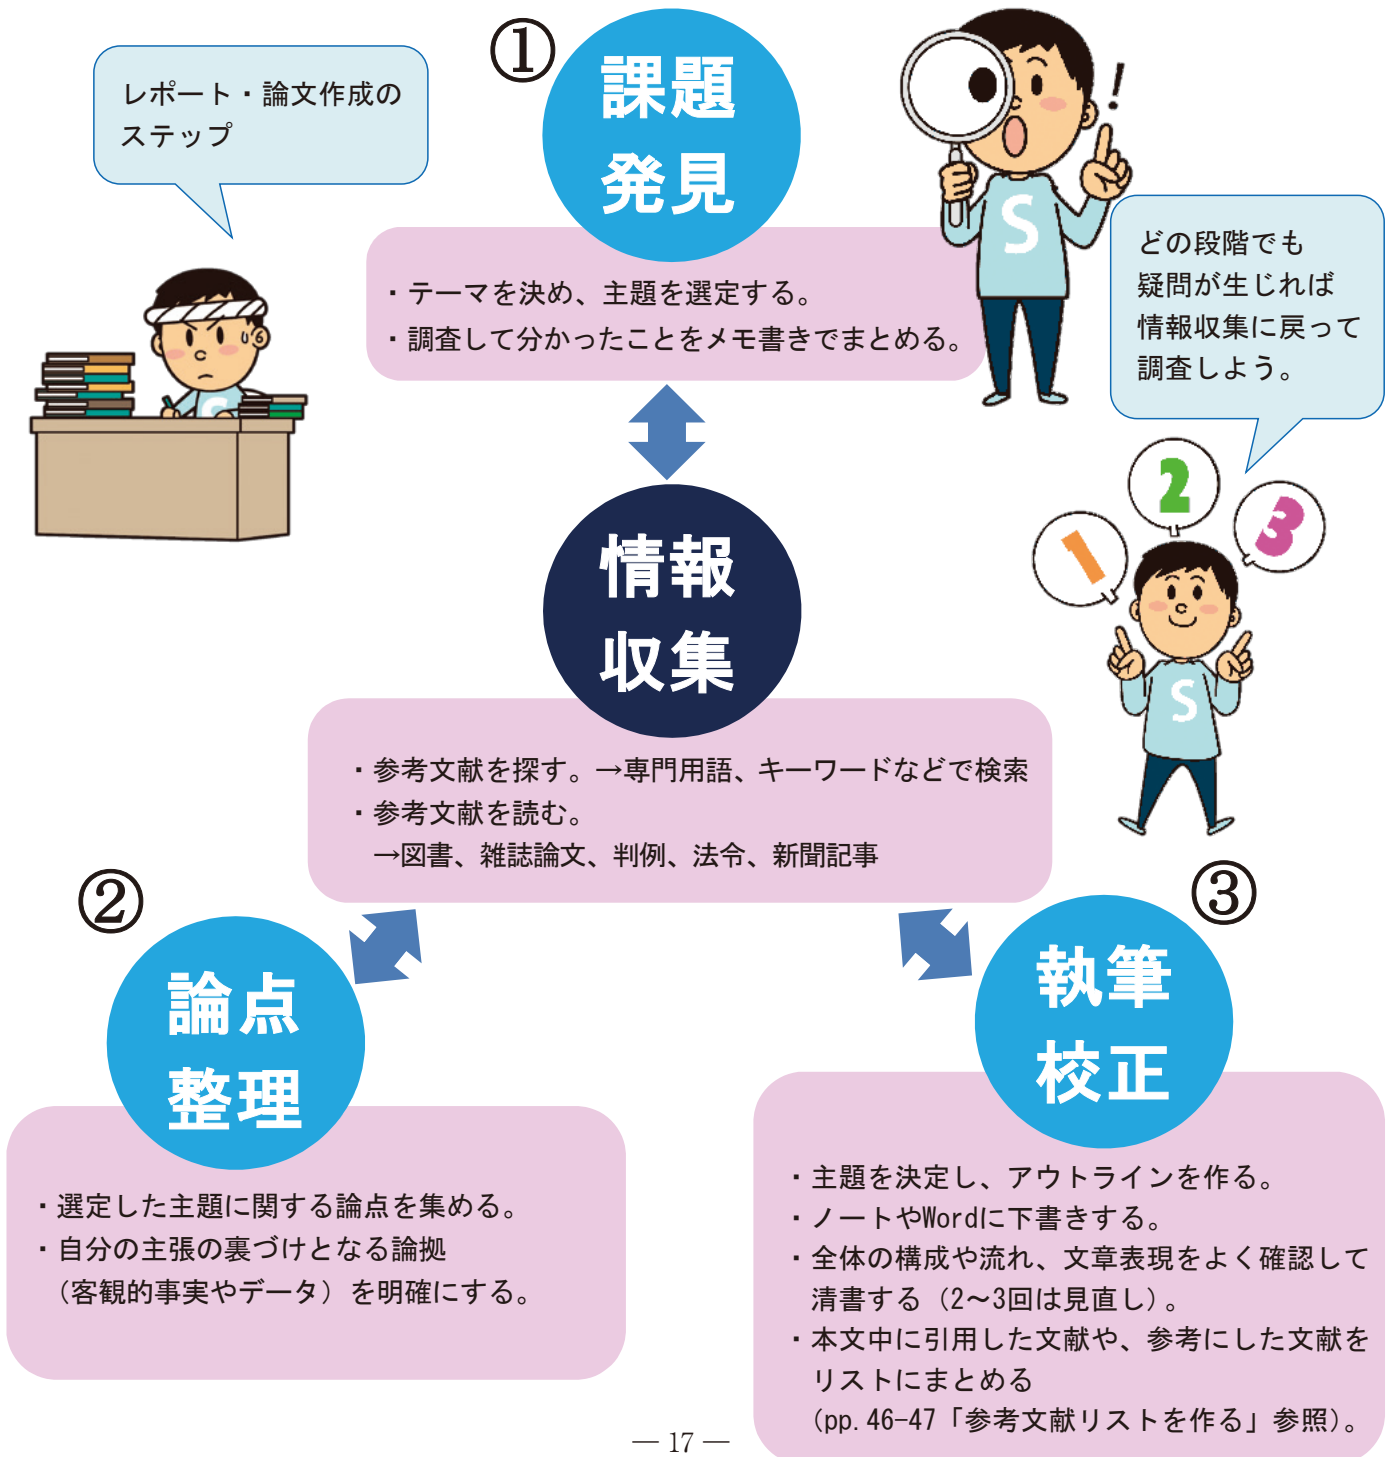 レポート・論文作成の
ステップ
①
課題
発見
!
・テーマを決め、主題を選定する。
・調査して分かったことをメモ書きでまとめる。
S
どの段階でも
疑問が生じれば
情報収集に戻って
調査しよう。
1
2
3
S
情報
収集
・参考文献を探す。→専門用語、キーワードなどで検索
・参考文献を読む。
→図書、雑誌論文、判例、法令、新聞記事
②
論点
整理
・選定した主題に関する論点を集める。
・自分の主張の裏づけとなる論拠
（客観的事実やデータ）を明確にする。
③
執筆
校正
・主題を決定し、アウトラインを作る。
・ノートやWordに下書きする。
・全体の構成や流れ、文章表現をよく確認して
清書する（2～3回は見直し）。
・本文中に引用した文献や、参考にした文献を
リストにまとめる
(pp.46-47「参考文献リストを作る」参照)。
― 17 ―